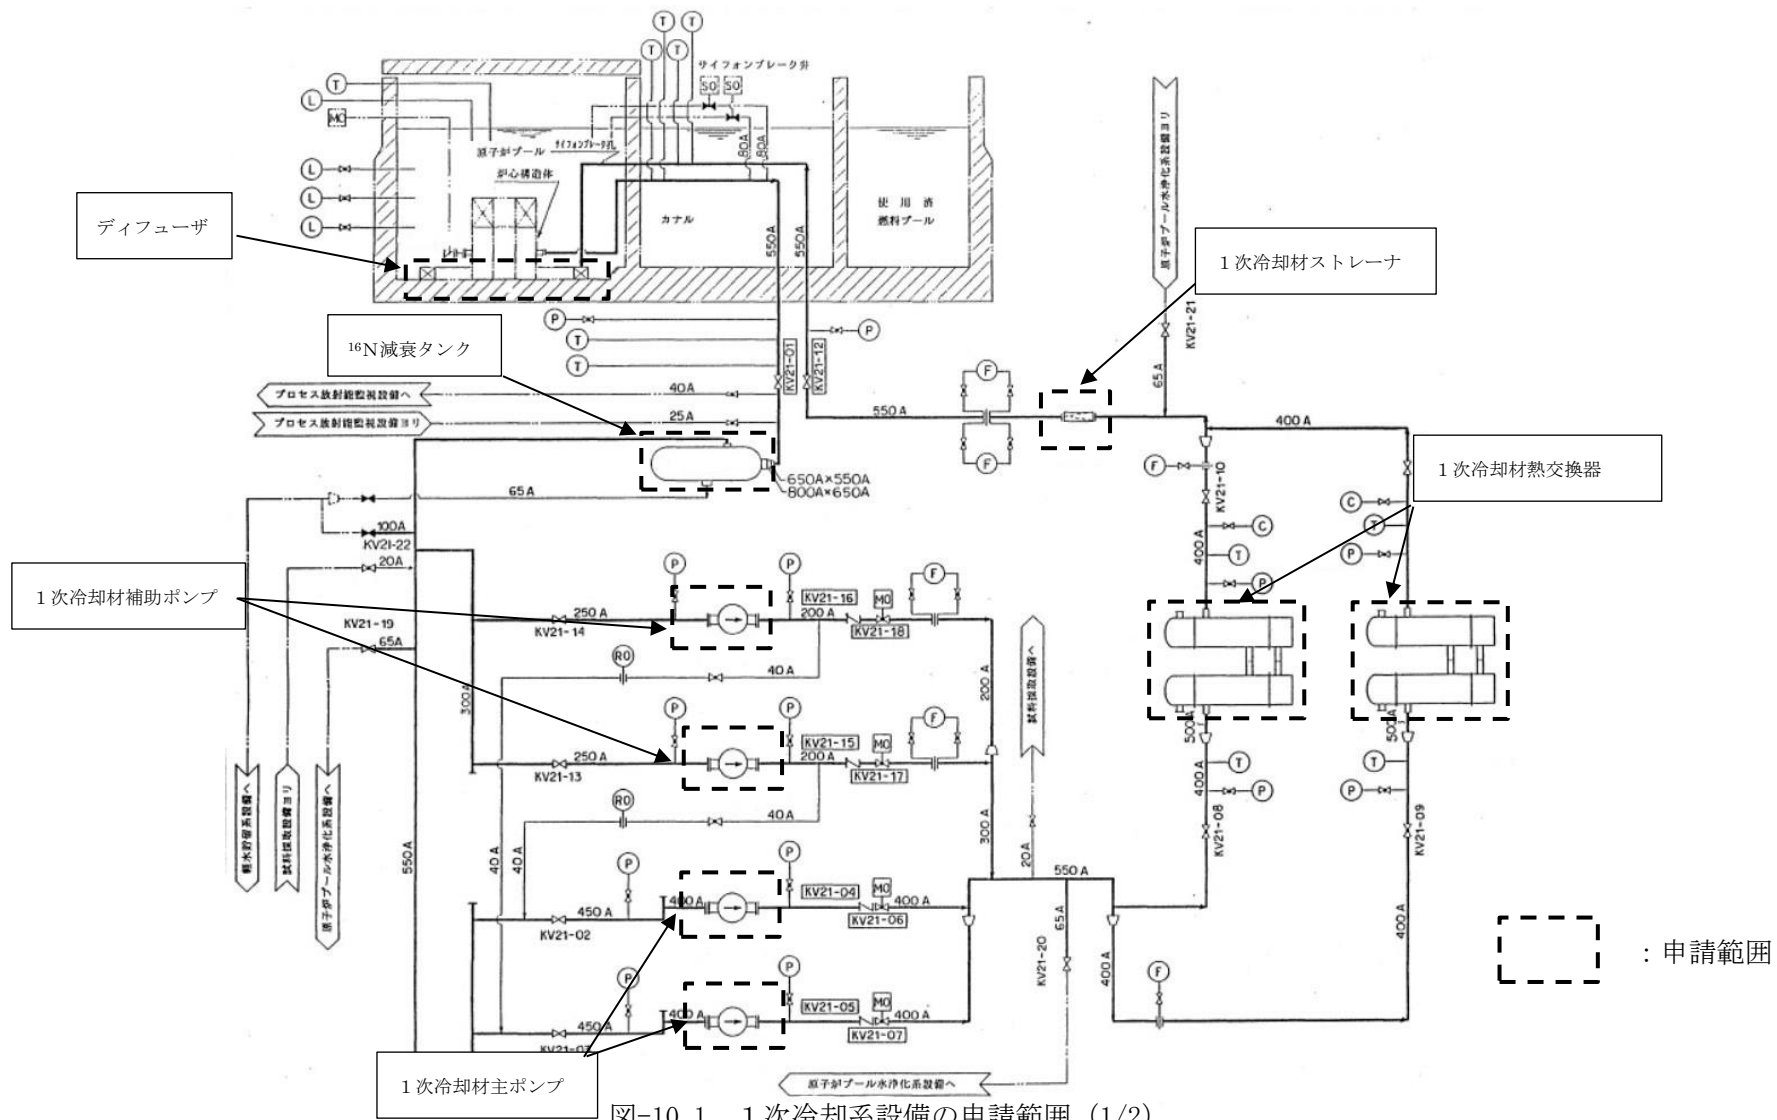 T
T
T
T
サイフォンブレーク弁
SO
SO
T
L
MO
原子炉プール
サイフォンブレーク孔
炉心構造体
80A
80A
L
L
L
カナル
使用済
燃料プール
550A
550A
原子炉プール水浄化系設備ヨリ
ディフューザ
1次冷却材ストレーナ
P
P
T
T
KV21-01
KV21-12
KV21-21
65A
16N減衰タンク
プロセス放射能監視設備へ
40A
プロセス放射能監視設備ヨリ
25A
F
F
550A
400A
650A×550A
800A×650A
65A
F
KV21-10
1次冷却材熱交換器
C
C
T
T
P
P
400A
100A
KV21-22
20A
1次冷却材補助ポンプ
KV21-19
65A
P
P
250A
KV21-14
KV21-16
200A
MO
KV21-18
F
RO
40A
300A
200A
試料採取設備へ
P
P
250A
KV21-13
KV21-15
200A
MO
KV21-17
F
RO
40A
300A
500A
500A
T
T
P
P
400A
KV21-08
KV21-09
軽水貯留系設備へ
試料採取設備ヨリ
原子炉プール水浄化系設備へ
550A
40A
40A
P
P
450A
KV21-02
400A
KV21-04
MO
400A
KV21-06
20A
550A
65A
KV21-20
400A
400A
F
P
P
450A
KV21-03
400A
KV21-05
MO
400A
KV21-07
:申請範囲
1次冷却材主ポンプ
原子炉プール水浄化系設備へ
図-10.1 1次冷却系設備の申請範囲 (1/2)